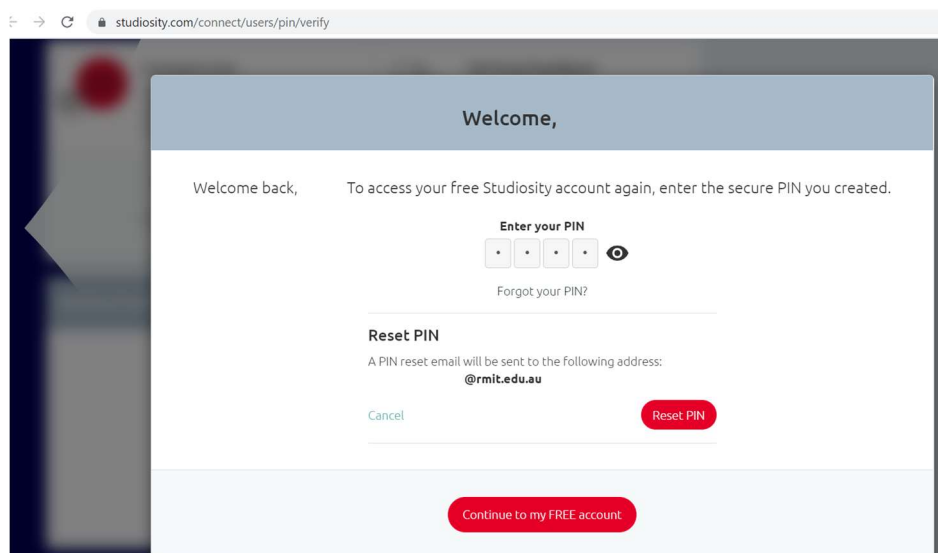 studiosity.com/connect/users/pin/verify
Welcome,
Welcome back,
To access your free Studiosity account again, enter the secure PIN you created.
Enter your PIN
Forgot your PIN?
Reset PIN
A PIN reset email will be sent to the following address:
@rmit.edu.au
Cancel
Reset PIN
Continue to my FREE account